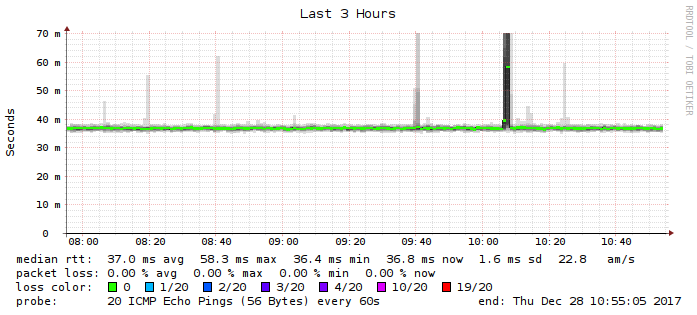 Last 3 Hours
RRDTOOL / TOBI OETIKER
Seconds
70 m
60 m
50 m
40 m
30 m
20 m
10 m
0
08:00 08:20 08:40 09:00 09:20 09:40 10:00 10:20 10:40
median rtt: 37.0 ms avg 58.3 ms max 36.4 ms min 36.8 ms now 1.6 ms sd 22.8 am/s
packet loss: 0.00 % avg 0.00 % max 0.00 % min 0.00 % now
loss color: 0 1/20 2/20 3/20 4/20 10/20 19/20
probe: 20 ICMP Echo Pings (56 Bytes) every 60s end: Thu Dec 28 10:55:05 2017